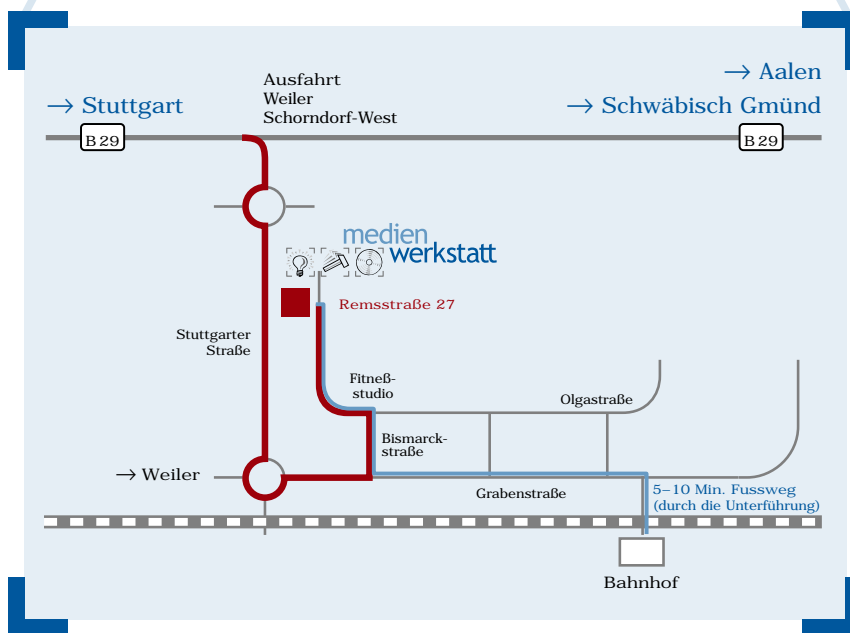 Ausfahrt
Weiler
Schorndorf-West
→ Stuttgart
→ Aalen
→ Schwäbisch Gmünd
B 29
B 29
medien
werkstatt
Remsstraße 27
Stuttgarter
Straße
Fitneß-
studio
Olgastraße
Bismarck-
straße
→ Weiler
Grabenstraße
5–10 Min. Fussweg
(durch die Unterführung)
Bahnhof